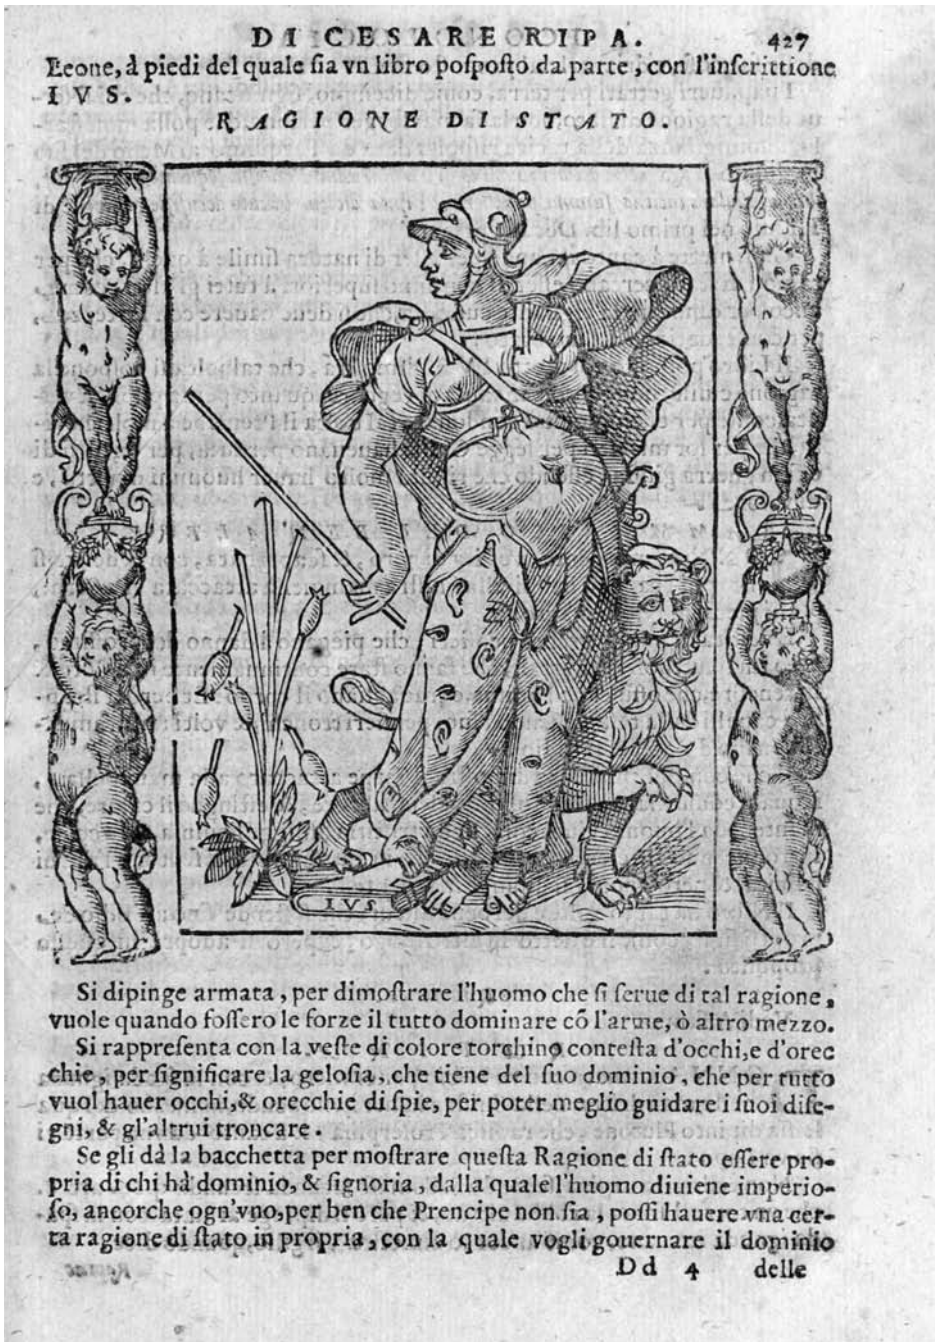 DI CESARE RIPA. 427
Leone, à piedi del quale sia vn libro posposto da parte, con l'inscrittione
I V S.
RAGIONE DI STATO.
I.V.S
Si dipinge armata, per dimostrare l'huomo che si serue di tal ragione,
vuole quando fossero le forze il tutto dominare cõ l'arme, ò altro mezzo.
Si rappresenta con la veste di colore torchino contesta d'occhi,e d'orec
chie, per significare la gelosia, che tiene del suo dominio, che per tutto
vuol hauer occhi,& orecchie di spie, per poter meglio guidare i suoi dise-
gni, & gl'altrui troncare.
Se gli dà la bacchetta per mostrare questa Ragione di stato essere pro-
pria di chi hà dominio, & signoria, dalla quale l'huomo diuiene imperio-
so, ancorche ogn'vno,per ben che Prencipe non sia, possi hauere vna cer-
ta ragione di stato in propria, con la quale vogli gouernare il dominio
Dd 4 delle